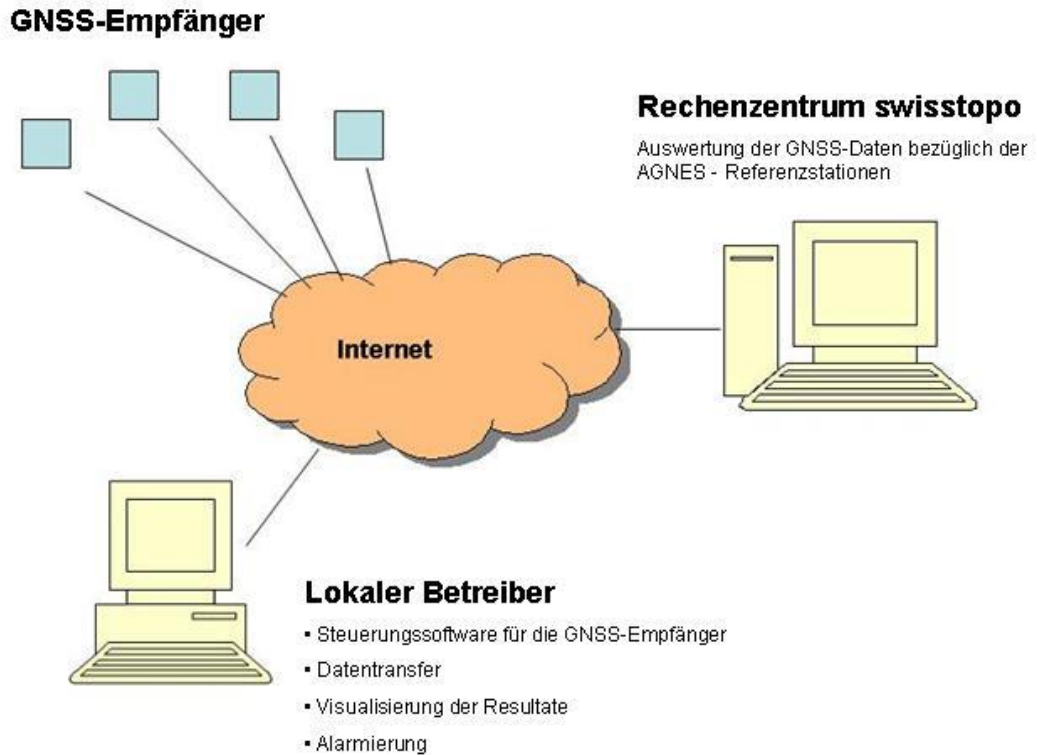 GNSS-Empfänger
Rechenzentrum swisstopo
Auswertung der GNSS-Daten bezüglich der
AGNES - Referenzstationen
Internet
Lokaler Betreiber
▪ Steuerungssoftware für die GNSS-Empfänger
▪ Datentransfer
▪ Visualisierung der Resultate
▪ Alarmierung